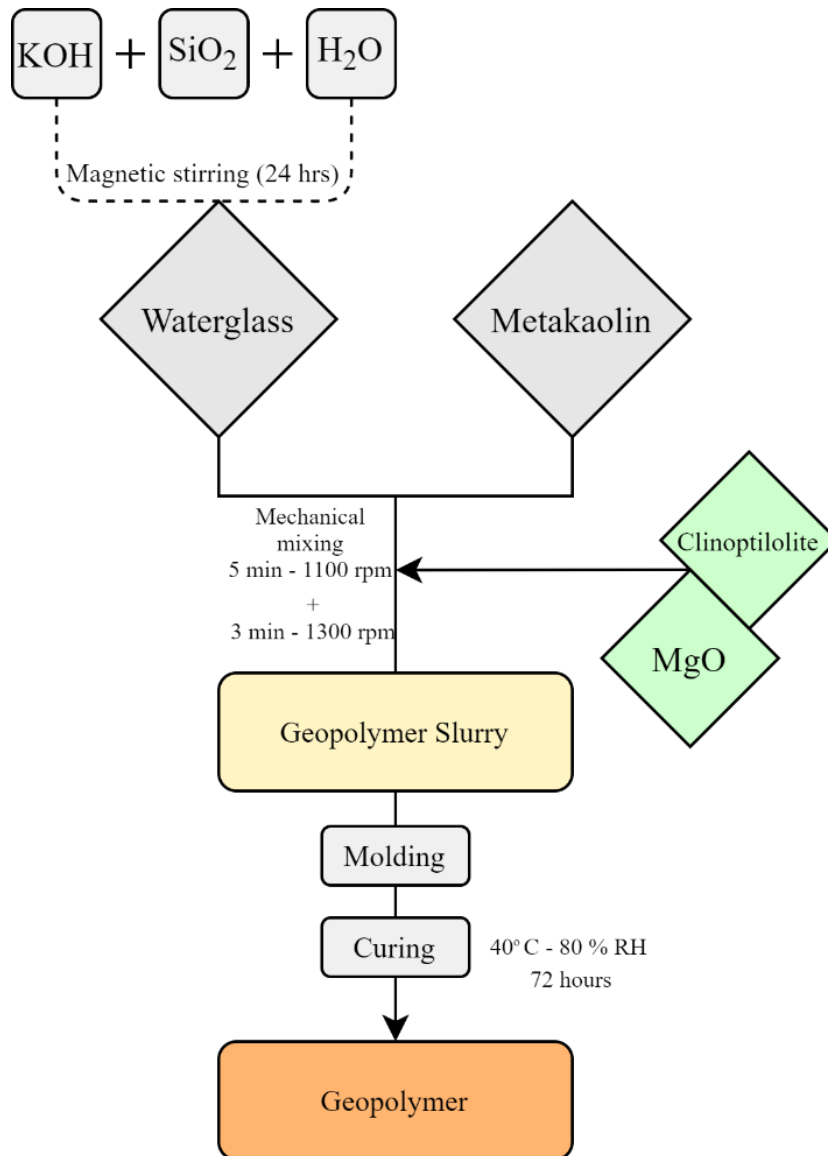 KOH + SiO₂ + H₂O
Magnetic stirring (24 hrs)
Waterglass
Metakaolin
Mechanical
mixing
5 min - 1100 rpm
+
3 min - 1300 rpm
Clinoptilolite
MgO
Geopolymer Slurry
Molding
Curing
40° C - 80 % RH
72 hours
Geopolymer